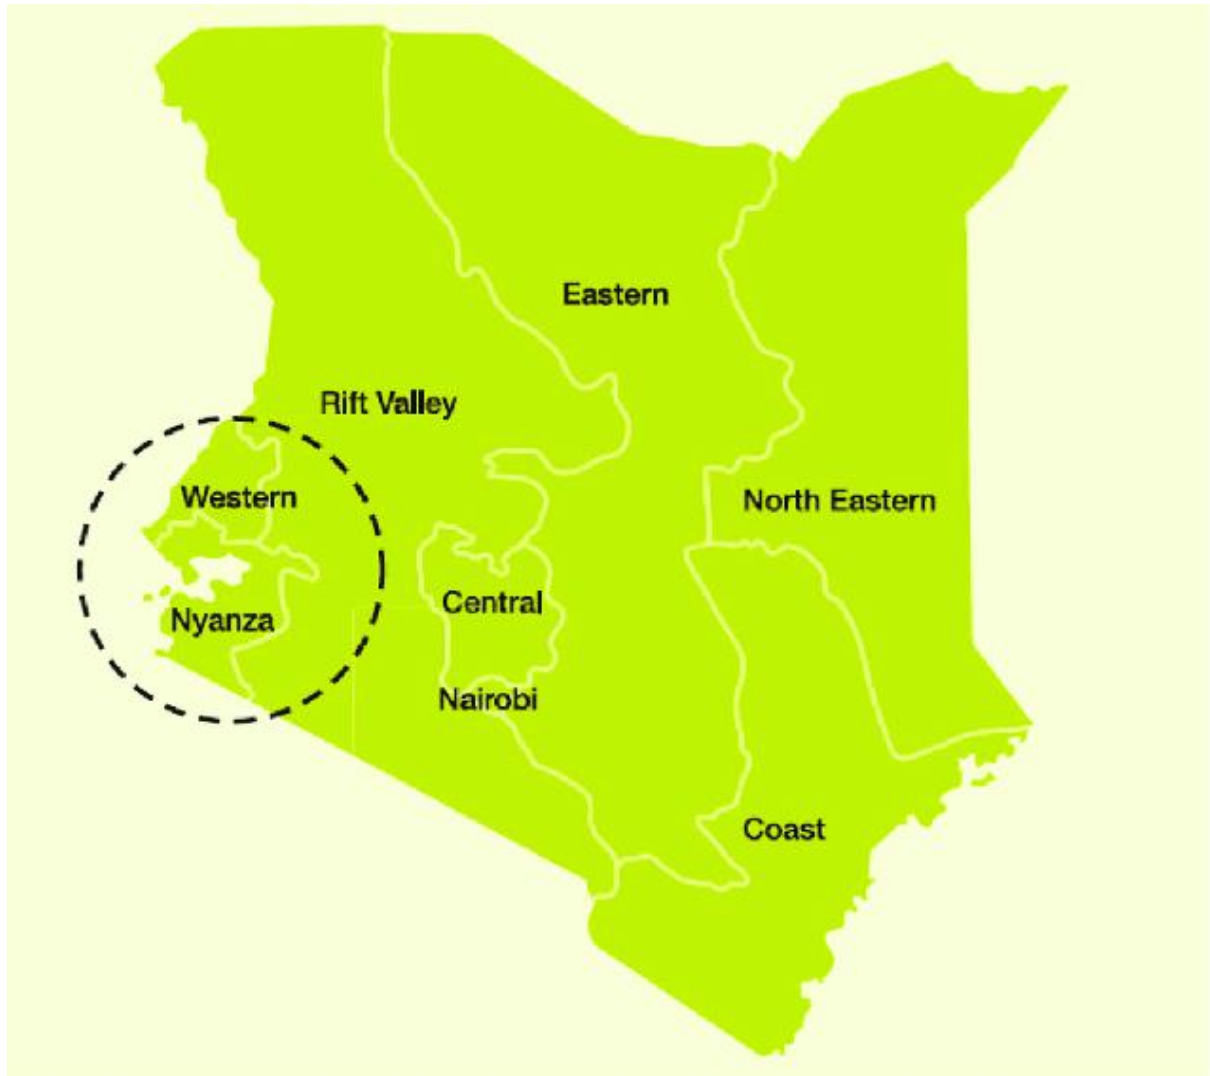 Eastern
Rift Valley
Western
North Eastern
Central
Nyanza
Nairobi
Coast